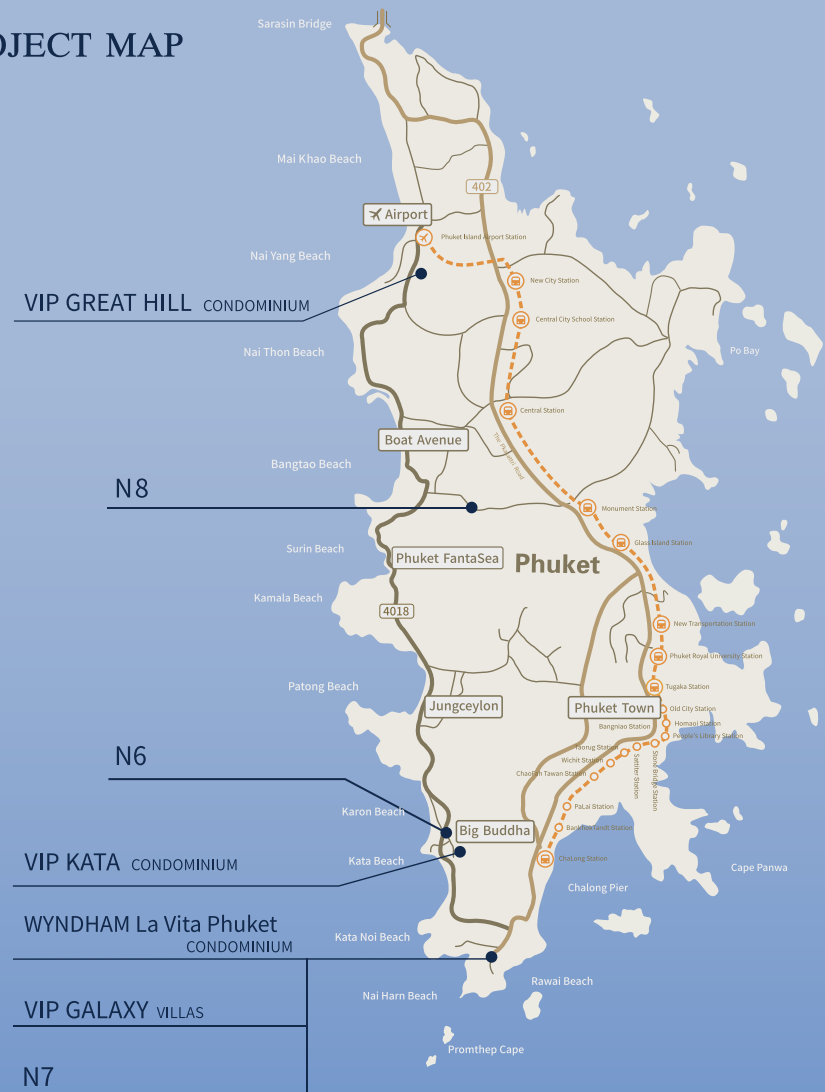 OJECT MAP
Sarasin Bridge
Mai Khao Beach
402
Airport
Phuket Island Airport Station
Nai Yang Beach
New City Station
VIP GREAT HILL CONDOMINIUM
Central City School Station
Nai Thon Beach
Po Bay
Central Station
Boat Avenue
Bangtao Beach
N8
Monument Station
Surin Beach
Glass Island Station
Phuket FantaSea
Phuket
Kamala Beach
4018
New Transportation Station
Phuket Royal University Station
Patong Beach
Tugaka Station
Jungceylon
Phuket Town
Old City Station
Homaoi Station
Bangniao Station
People's Library Station
N6
Taorug Station
Wichit Station
Sattiher Station
Stone Bridge Station
ChaoFah Tawan Station
Karon Beach
PaLai Station
Big Buddha
VIP KATA CONDOMINIUM
Kata Beach
ChaLong Station
Cape Panwa
Chalong Pier
WYNDHAM La Vita Phuket
CONDOMINIUM
Kata Noi Beach
Rawai Beach
Nai Harn Beach
VIP GALAXY VILLAS
Promthep Cape
N7